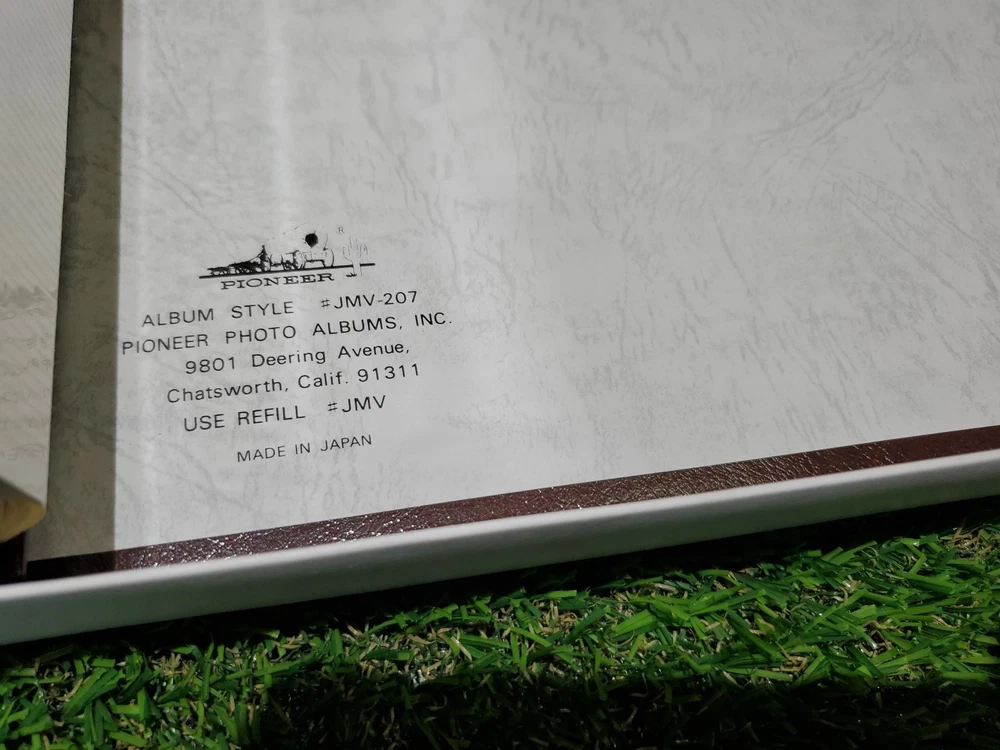 ®
PIONEER
ALBUM STYLE #JMV-207
PIONEER PHOTO ALBUMS, INC.
9801 Deering Avenue,
Chatsworth, Calif. 91311
USE REFILL #JMV
MADE IN JAPAN